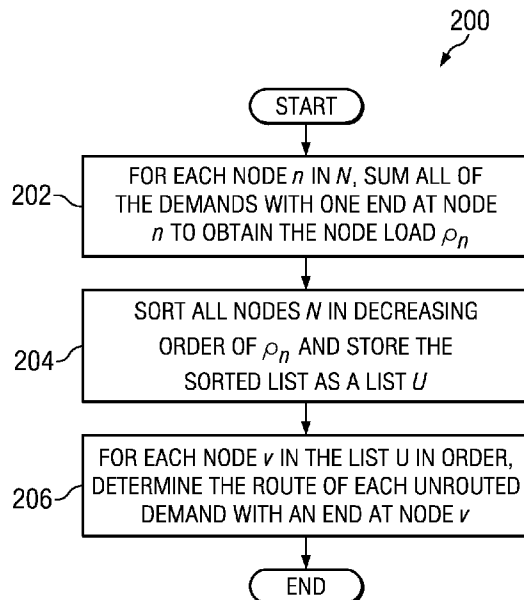 200
START
202
FOR EACH NODE n IN N, SUM ALL OF
THE DEMANDS WITH ONE END AT NODE
n TO OBTAIN THE NODE LOAD ρn
204
SORT ALL NODES N IN DECREASING
ORDER OF ρn AND STORE THE
SORTED LIST AS A LIST U
206
FOR EACH NODE v IN THE LIST U IN ORDER,
DETERMINE THE ROUTE OF EACH UNROUTED
DEMAND WITH AN END AT NODE v
END